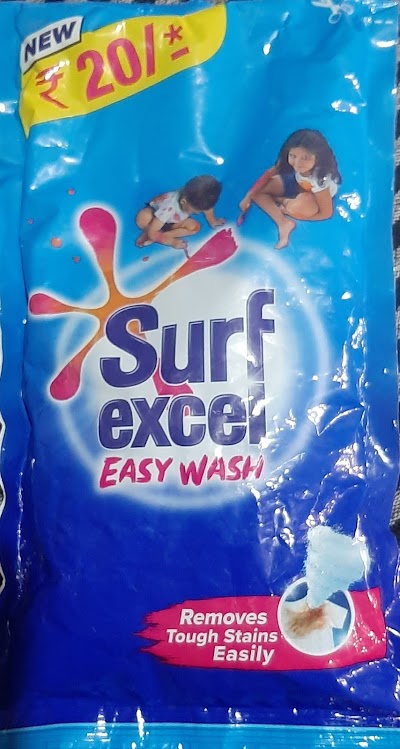 NEW
₹ 20/-*
Surf
excel
EASY WASH
Removes
Tough Stains
Easily